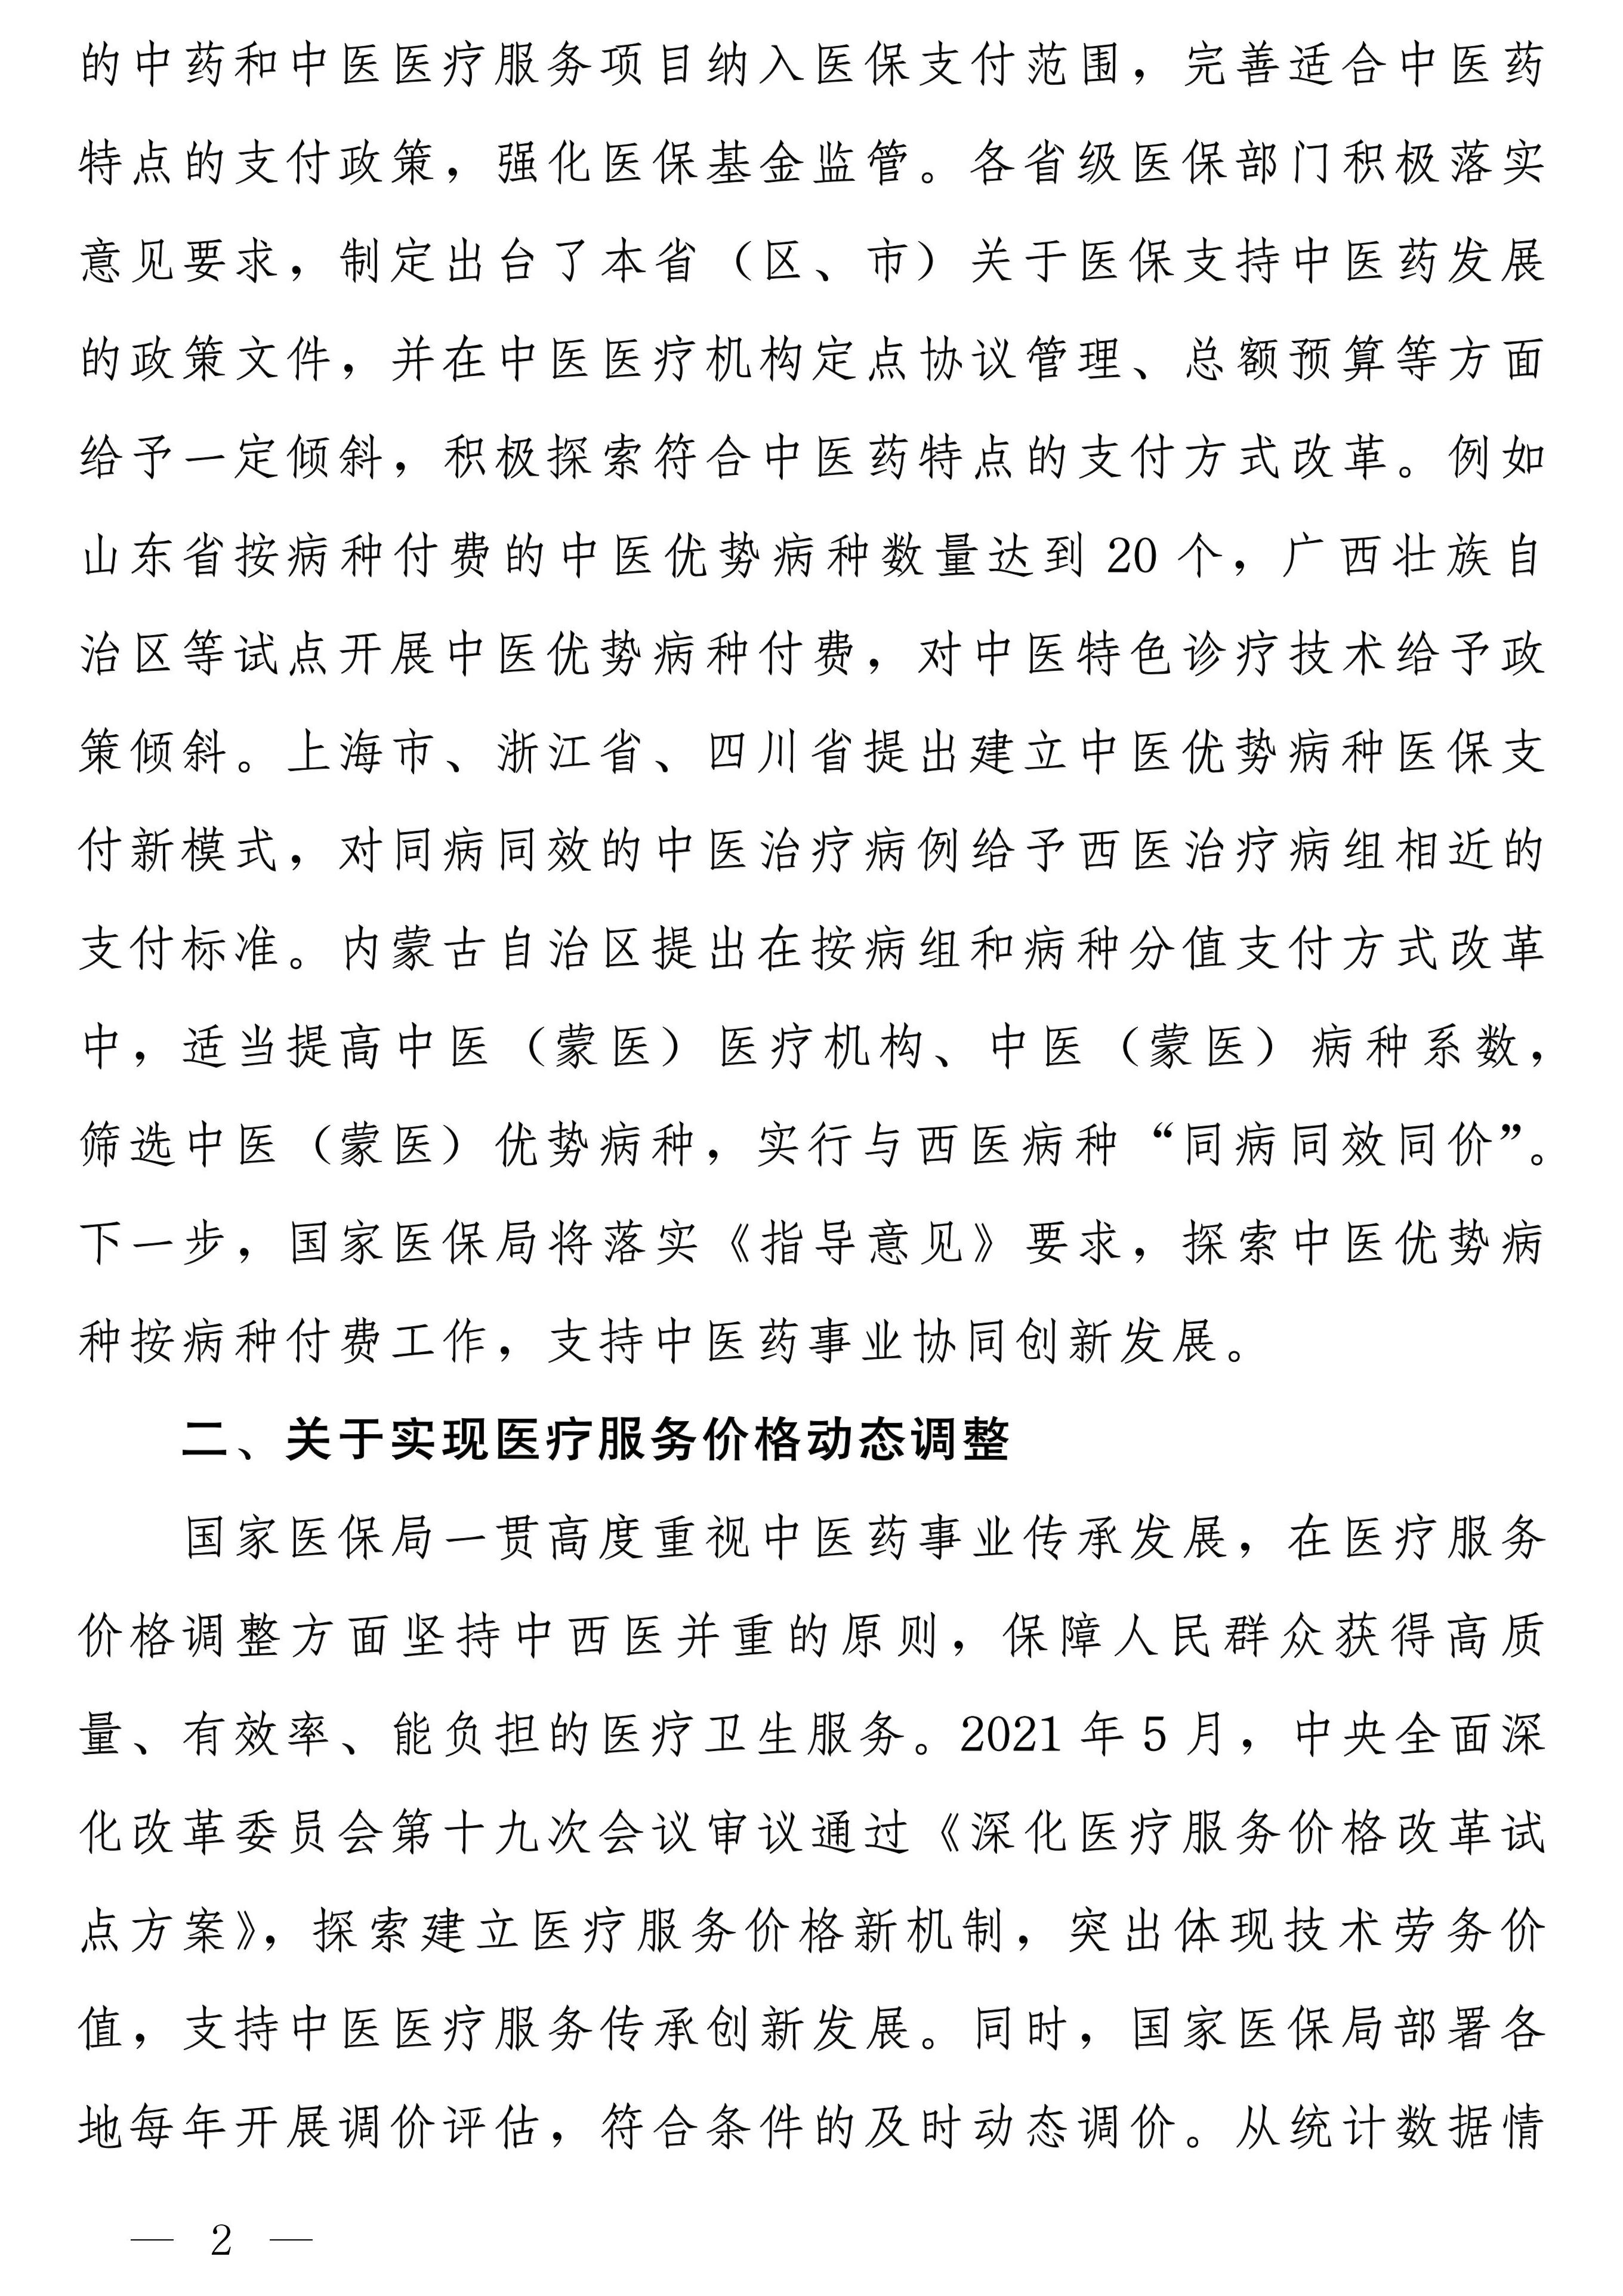 的中药和中医医疗服务项目纳入医保支付范围，完善适合中医药
特点的支付政策，强化医保基金监管。各省级医保部门积极落实
意见要求，制定出台了本省（区、市）关于医保支持中医药发展
的政策文件，并在中医医疗机构定点协议管理、总额预算等方面
给予一定倾斜，积极探索符合中医药特点的支付方式改革。例如
山东省按病种付费的中医优势病种数量达到 20 个，广西壮族自
治区等试点开展中医优势病种付费，对中医特色诊疗技术给予政
策倾斜。上海市、浙江省、四川省提出建立中医优势病种医保支
付新模式，对同病同效的中医治疗病例给予西医治疗病组相近的
支付标准。内蒙古自治区提出在按病组和病种分值支付方式改革
中，适当提高中医（蒙医）医疗机构、中医（蒙医）病种系数，
筛选中医（蒙医）优势病种，实行与西医病种“同病同效同价”。
下一步，国家医保局将落实《指导意见》要求，探索中医优势病
种按病种付费工作，支持中医药事业协同创新发展。
二、关于实现医疗服务价格动态调整
国家医保局一贯高度重视中医药事业传承发展，在医疗服务
价格调整方面坚持中西医并重的原则，保障人民群众获得高质
量、有效率、能负担的医疗卫生服务。2021 年 5 月，中央全面深
化改革委员会第十九次会议审议通过《深化医疗服务价格改革试
点方案》，探索建立医疗服务价格新机制，突出体现技术劳务价
值，支持中医医疗服务传承创新发展。同时，国家医保局部署各
地每年开展调价评估，符合条件的及时动态调价。从统计数据情
— 2 —